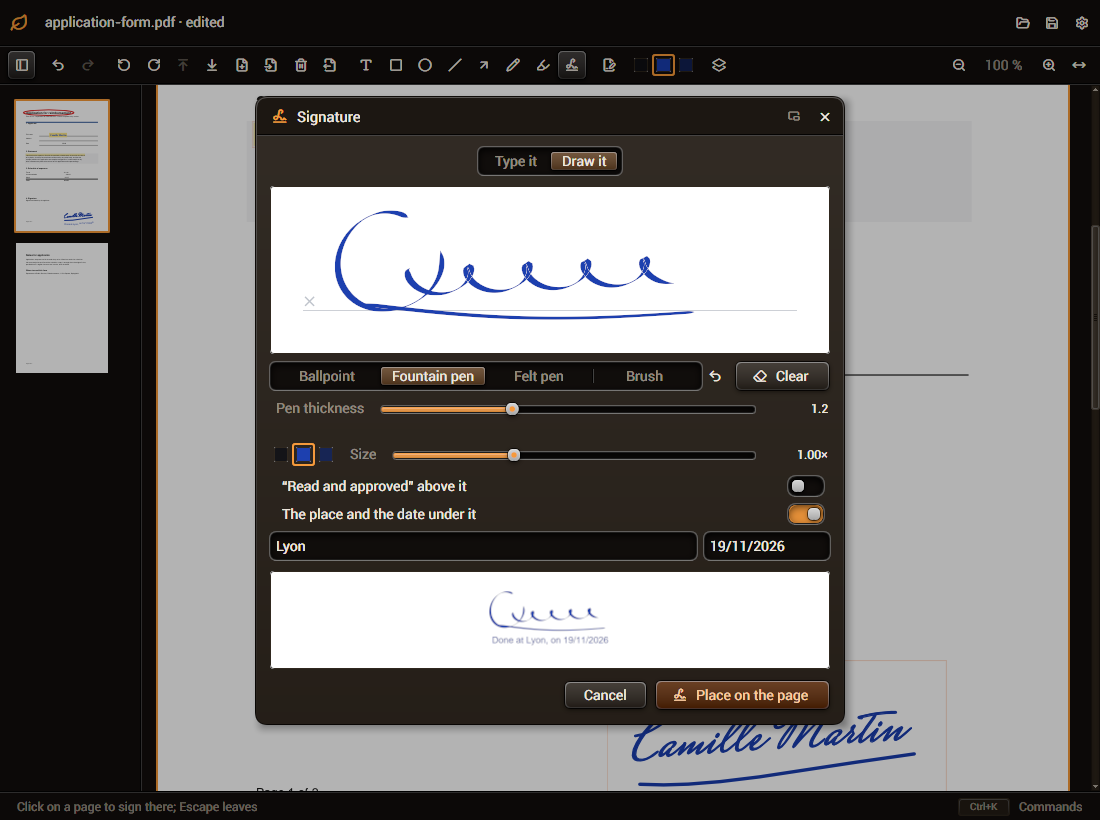 application-form.pdf · edited
100 %
Signature
Type it
Draw it
Ballpoint
Fountain pen
Felt pen
Brush
Clear
Pen thickness
1.2
Size
1.00×
“Read and approved” above it
The place and the date under it
Lyon
19/11/2026
Done at Lyon, on 19/11/2026
Cancel
Place on the page
Camille Martin
Click on a page to sign there; Escape leaves
Ctrl+K
Commands